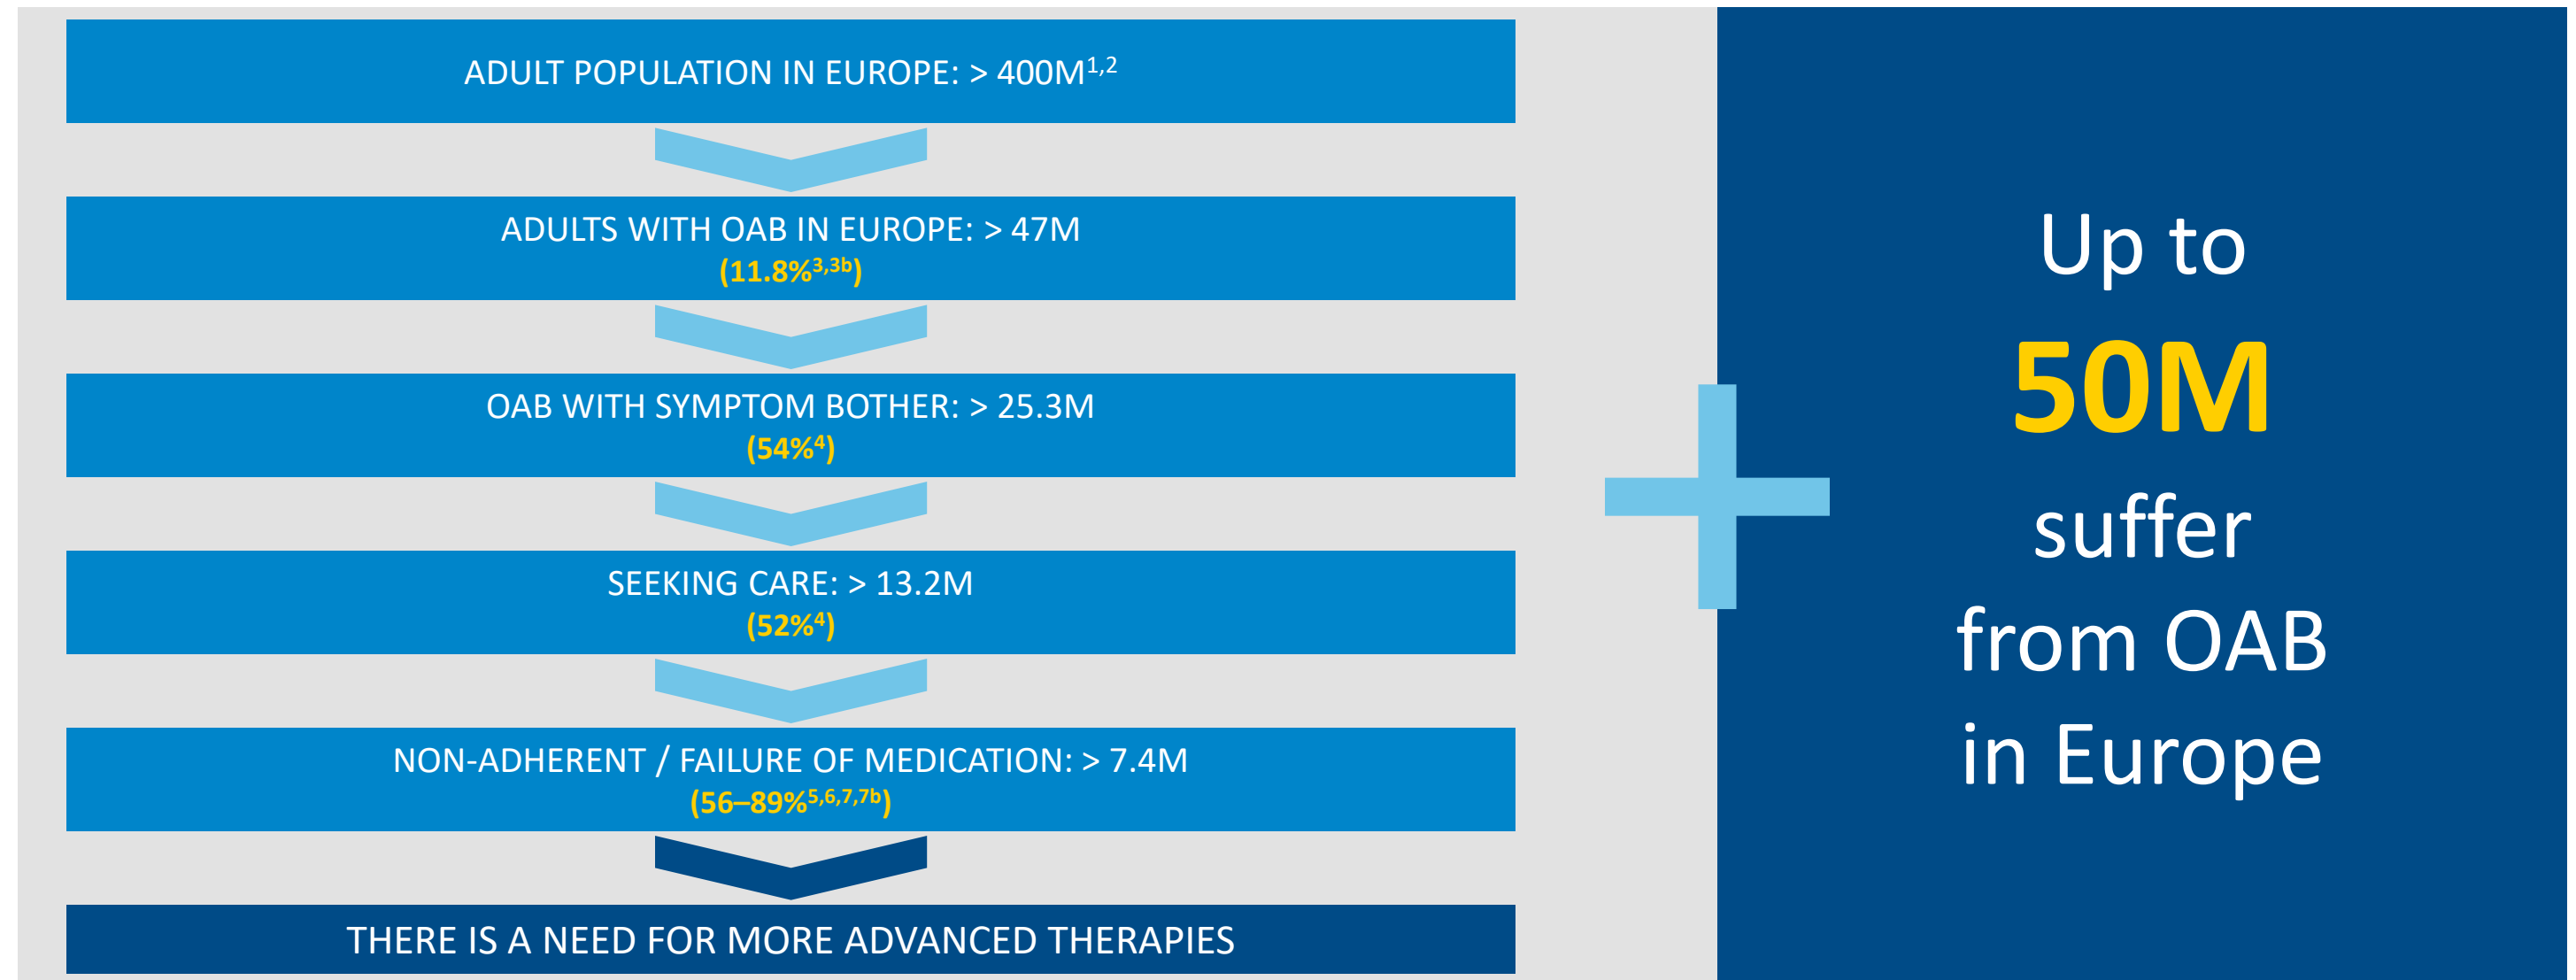 ADULT POPULATION IN EUROPE: > 400M1,2
ADULTS WITH OAB IN EUROPE: > 47M
(11.8%3,3b)
OAB WITH SYMPTOM BOTHER: > 25.3M
(54%4)
SEEKING CARE: > 13.2M
(52%4)
NON-ADHERENT / FAILURE OF MEDICATION: > 7.4M
(56–89%5,6,7,7b)
THERE IS A NEED FOR MORE ADVANCED THERAPIES
Up to
50M
suffer
from OAB
in Europe